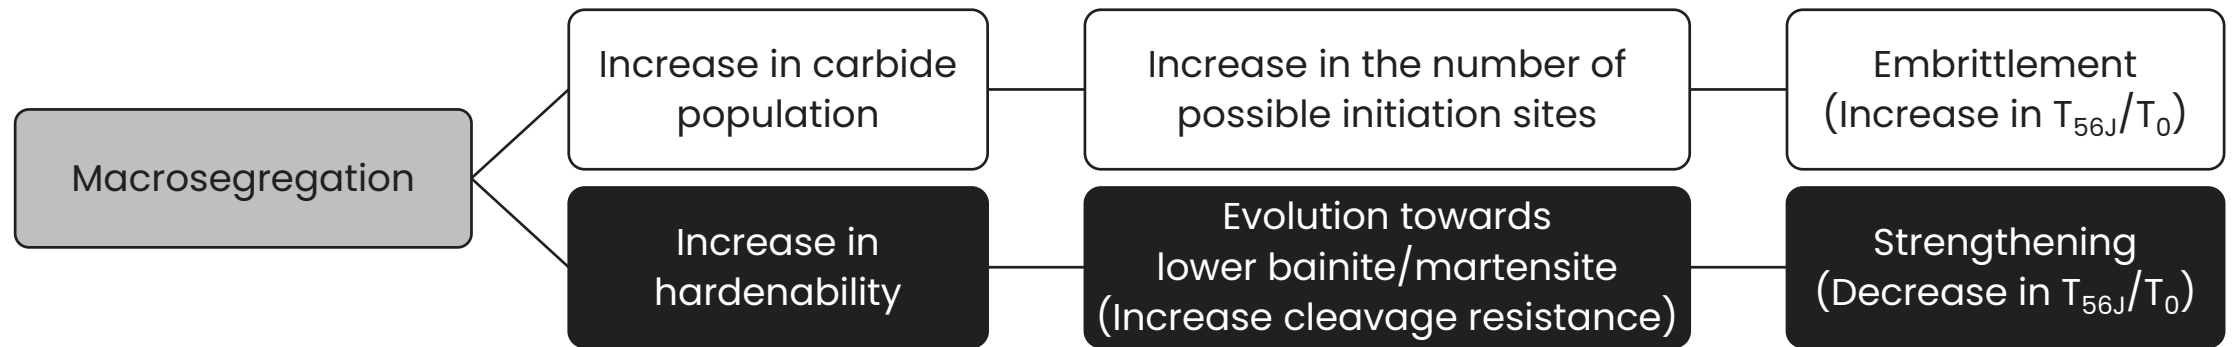 Macrosegregation
Increase in carbide
population
Increase in the number of
possible initiation sites
Embrittlement
(Increase in T₅₆J/T₀)
Increase in
hardenability
Evolution towards
lower bainite/martensite
(Increase cleavage resistance)
Strengthening
(Decrease in T₅₆J/T₀)